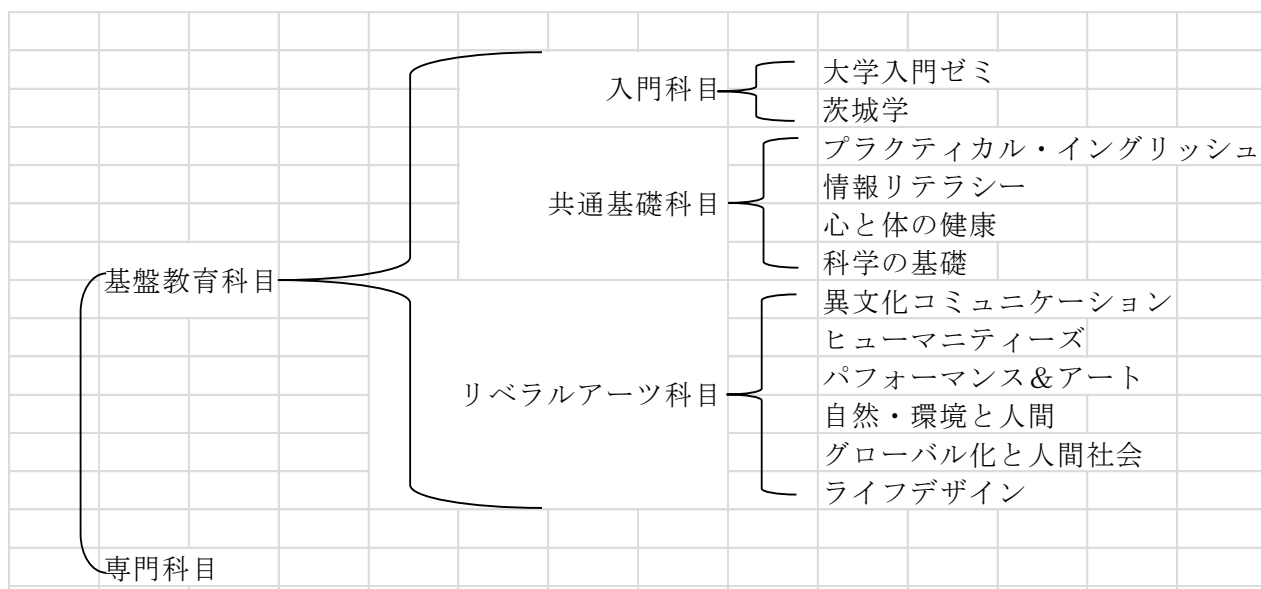 入門科目
大学入門ゼミ
茨城学
共通基礎科目
プラクティカル・イングリッシュ
情報リテラシー
心と体の健康
科学の基礎
基盤教育科目
リベラルアーツ科目
異文化コミュニケーション
ヒューマニティーズ
パフォーマンス&アート
自然・環境と人間
グローバル化と人間社会
ライフデザイン
専門科目